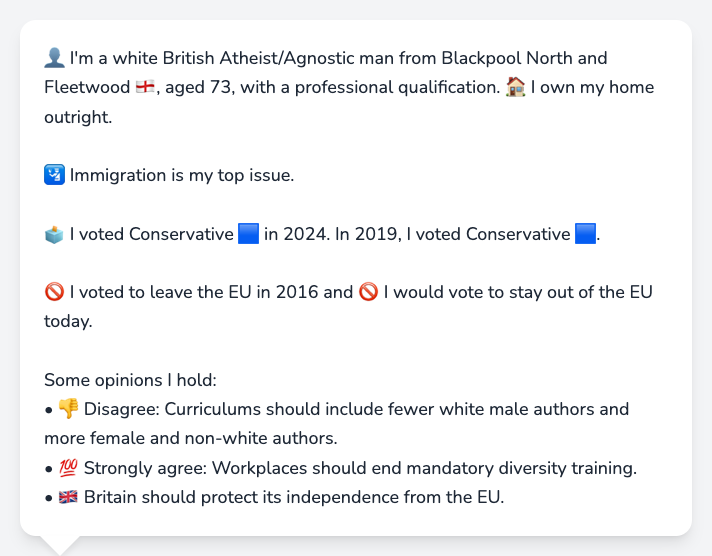 👤 I'm a white British Atheist/Agnostic man from Blackpool North and
Fleetwood 🏴󠁧󠁢󠁥󠁮󠁧󠁿, aged 73, with a professional qualification. 🏠 I own my home
outright.
🛂 Immigration is my top issue.
🗳️ I voted Conservative 🟦 in 2024. In 2019, I voted Conservative 🟦.
🚫 I voted to leave the EU in 2016 and 🚫 I would vote to stay out of the EU
today.
Some opinions I hold:
• 👎 Disagree: Curriculums should include fewer white male authors and
more female and non-white authors.
• 💯 Strongly agree: Workplaces should end mandatory diversity training.
• 🇬🇧 Britain should protect its independence from the EU.